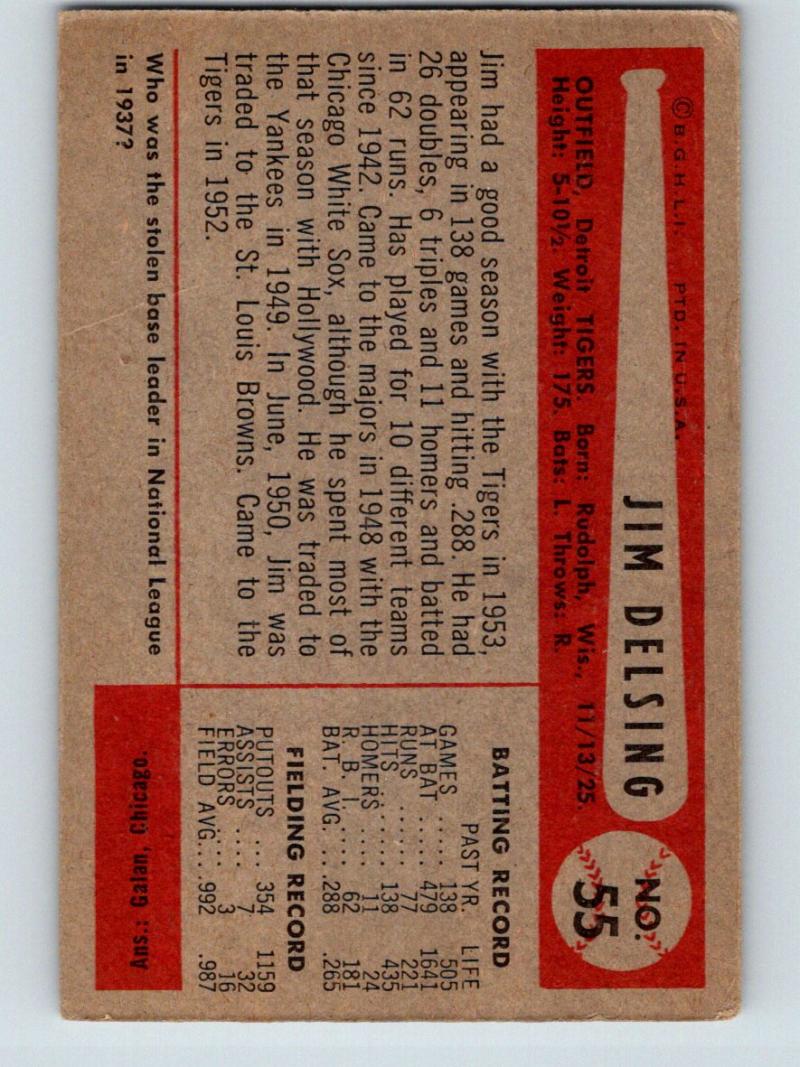 © B.G.H.L.I. PTD. IN U.S.A.
JIM DELSING
NO.
55
OUTFIELD, Detroit TIGERS. Born: Rudolph, Wis., 11/13/25.
Height: 5-10½. Weight: 175. Bats: L. Throws: R.
Jim had a good season with the Tigers in 1953,
appearing in 138 games and hitting .288. He had
26 doubles, 6 triples and 11 homers and batted
in 62 runs. Has played for 10 different teams
since 1942. Came to the majors in 1948 with the
Chicago White Sox, although he spent most of
that season with Hollywood. He was traded to
the Yankees in 1949. In June, 1950, Jim was
traded to the St. Louis Browns. Came to the
Tigers in 1952.
BATTING RECORD
PAST YR. LIFE
GAMES ..... 138 505
AT BAT ..... 479 1641
RUNS ...... 77 221
HITS ...... 138 435
HOMERS .... 11 24
R. B. I. .... 62 181
BAT. AVG. ... .288 .265
FIELDING RECORD
PUTOUTS ... 354 1159
ASSISTS .... 7 32
ERRORS .... 3 16
FIELD AVG. ... .992 .987
Who was the stolen base leader in National League
in 1937?
Ans.: Galan, Chicago.